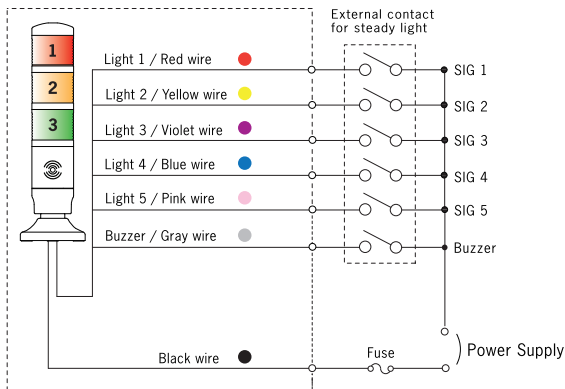 External contact
for steady light
1
2
3
Light 1 / Red wire
SIG 1
Light 2 / Yellow wire
SIG 2
Light 3 / Violet wire
SIG 3
Light 4 / Blue wire
SIG 4
Light 5 / Pink wire
SIG 5
Buzzer / Gray wire
Buzzer
Black wire
Fuse
Power Supply